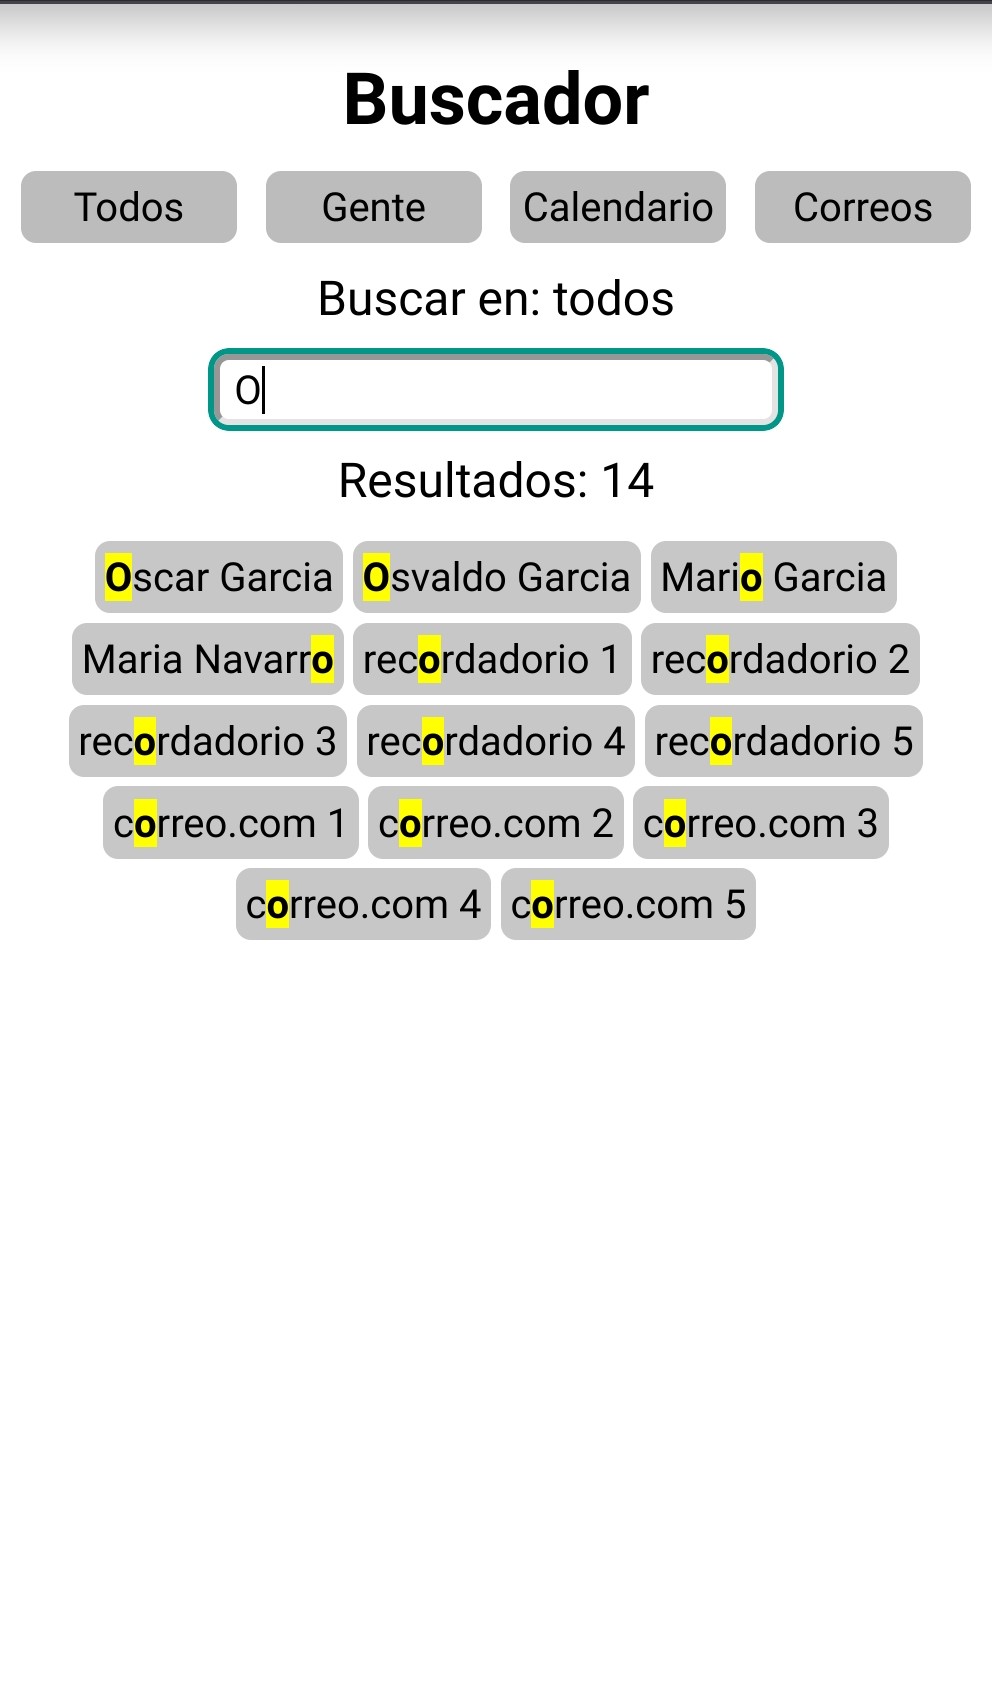 Buscador
Todos Gente Calendario Correos
Buscar en: todos
O
Resultados: 14
Oscar Garcia Osvaldo Garcia Mario Garcia
Maria Navarro recordadorio 1 recordadorio 2
recordadorio 3 recordadorio 4 recordadorio 5
correo.com 1 correo.com 2 correo.com 3
correo.com 4 correo.com 5